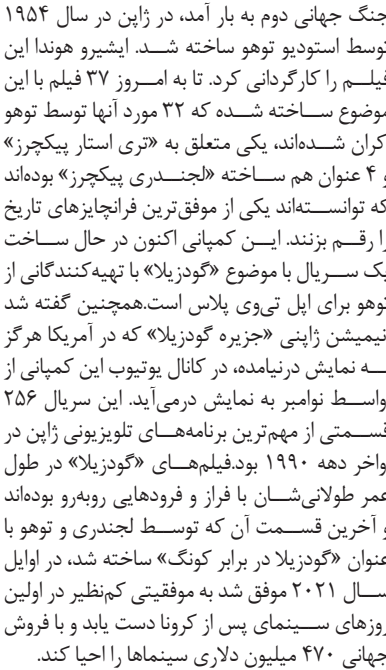 جنگ جهانی دوم به بار آمد، در ژاپن در سال ۱۹۵۴
توسط استودیو توهو ساخته شد. ایشیرو هوندا این
فیلم را کارگردانی کرد. تا به امروز ۳۷ فیلم با این
موضوع ساخته شده که ۳۲ مورد آنها توسط توهو
اکران شده‌اند، یکی متعلق به «تری استار پیکچرز»
و ۴ عنوان هم ساخته «لجندری پیکچرز» بوده‌اند
که توانسته‌اند یکی از موفق‌ترین فرانچایزهای تاریخ
را رقم بزنند. این کمپانی اکنون در حال ساخت
یک سریال با موضوع «گودزیلا» با تهیه‌کنندگانی از
توهو برای اپل تی‌وی پلاس است.همچنین گفته شد
نیمیشن ژاپنی «جزیره گودزیلا» که در آمریکا هرگز
به نمایش درنیامده، در کانال یوتیوب این کمپانی از
واسط نوامبر به نمایش درمی‌آید. این سریال ۲۵۶
قسمتی از مهم‌ترین برنامه‌های تلویزیونی ژاپن در
واخر دهه ۱۹۹۰ بود.فیلم‌های «گودزیلا» در طول
عمر طولانی‌شان با فراز و فرودهایی روبه‌رو بوده‌اند
و آخرین قسمت آن که توسط لجندری و توهو با
عنوان «گودزیلا در برابر کونگ» ساخته شد، در اوایل
سال ۲۰۲۱ موفق شد به موفقیتی کم‌نظیر در اولین
روزهای سینمای پس از کرونا دست یابد و با فروش
جهانی ۴۷۰ میلیون دلاری سینماها را احیا کند.